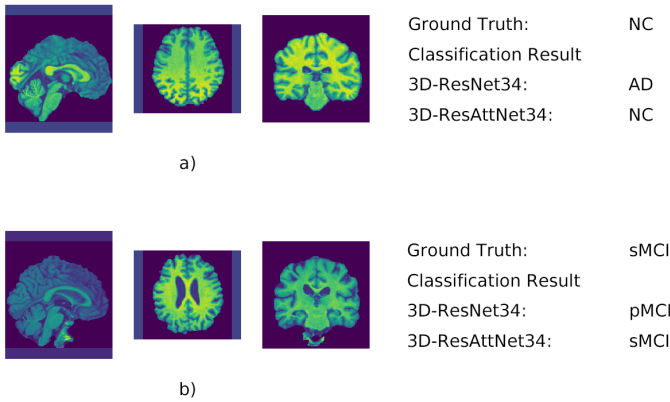 Ground Truth: NC
Classification Result
3D-ResNet34: AD
3D-ResAttNet34: NC
a)
Ground Truth: sMCI
Classification Result
3D-ResNet34: pMCI
3D-ResAttNet34: sMCI
b)